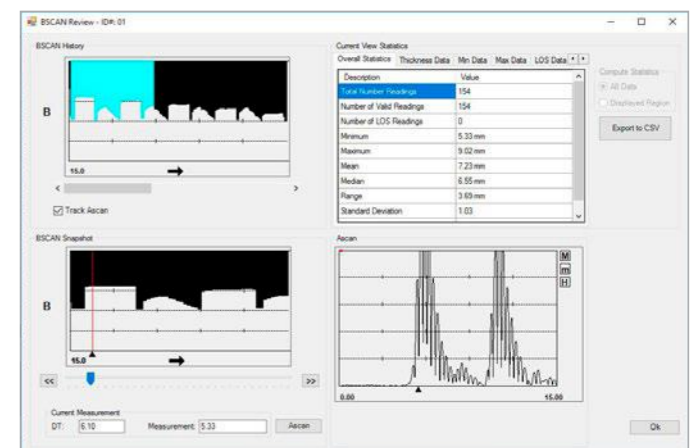 BSCAN Review - ID#: 01
BSCAN History
B
15.0
Track Ascan
Current View Statistics
Overall Statistics Thickness Data Min Data Max Data LOS Data
Description Value
Total Number Readings 154
Number of Valid Readings 154
Number of LOS Readings 0
Minimum 5.33 mm
Maximum 9.02 mm
Mean 7.23 mm
Median 6.55 mm
Range 3.69 mm
Standard Deviation 1.03
Compute Statistics
All Data
Displayed Region
Export to CSV
BSCAN Snapshot
B
15.0
<< >>
Current Measurement
DT: 6.10 Measurement: 5.33 Ascan
Ascan
M
m
H
0.00 15.00
Ok